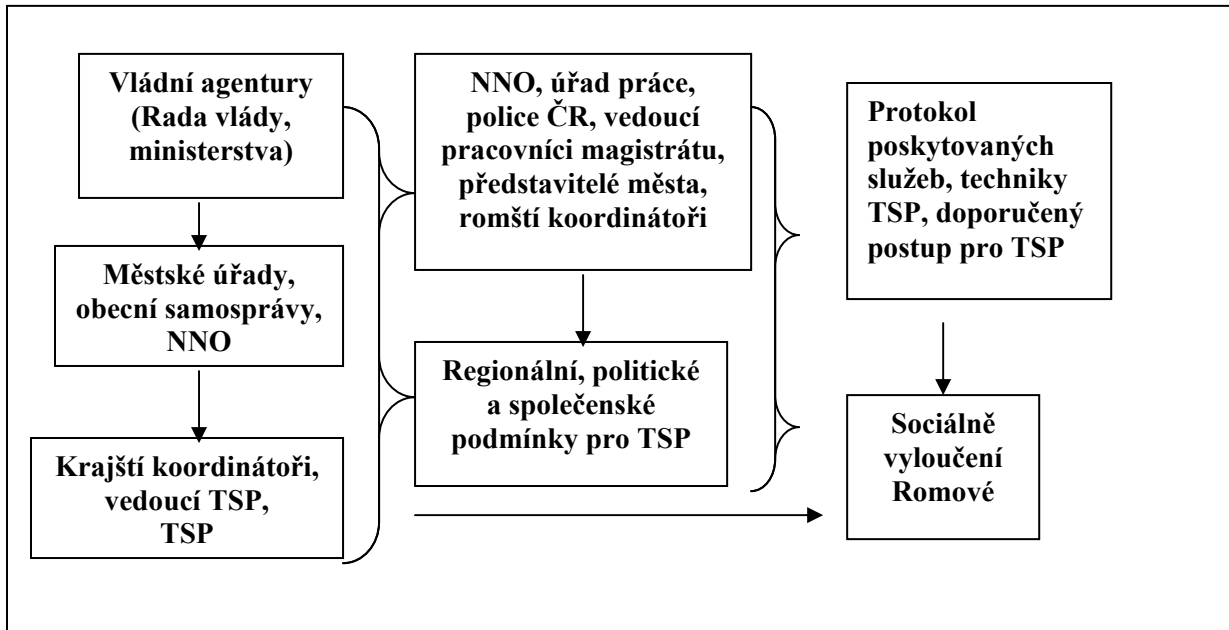 Vládní agentury
(Rada vlády,
ministerstva)
Městské úřady,
obecní samosprávy,
NNO
Krajští koordinátoři,
vedoucí TSP,
TSP
NNO, úřad práce,
police ČR, vedoucí
pracovníci magistrátu,
představitelé města,
romští koordinátoři
Regionální, politické
a společenské
podmínky pro TSP
Protokol
poskytovaných
služeb, techniky
TSP, doporučený
postup pro TSP
Sociálně
vyloučení
Romové